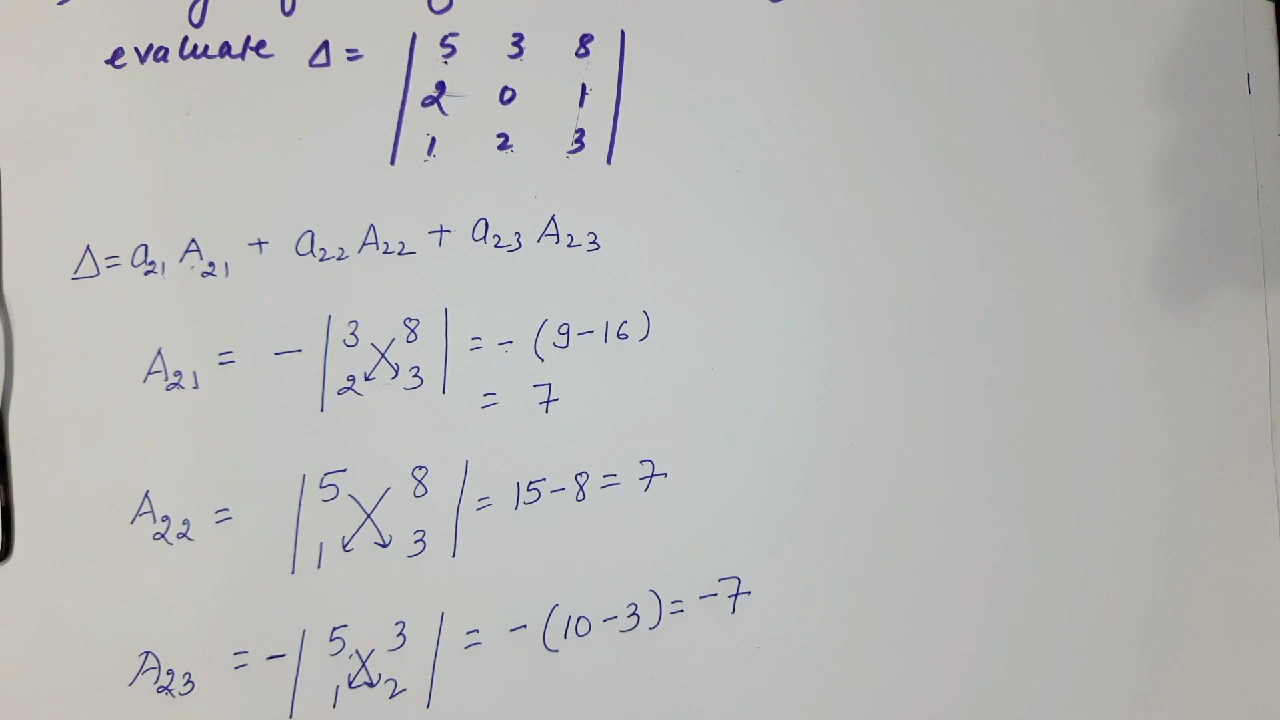 evaluate Δ = | 5 3 8 |
| 2 0 1 |
| 1 2 3 |
Δ = a₂₁ A₂₁ + a₂₂ A₂₂ + a₂₃ A₂₃
A₂₁ = - | 3 8 | = - (9-16)
| 2 3 | = 7
A₂₂ = | 5 8 | = 15-8 = 7
| 1 3 |
A₂₃ = - | 5 3 | = - (10-3) = -7
| 1 2 |